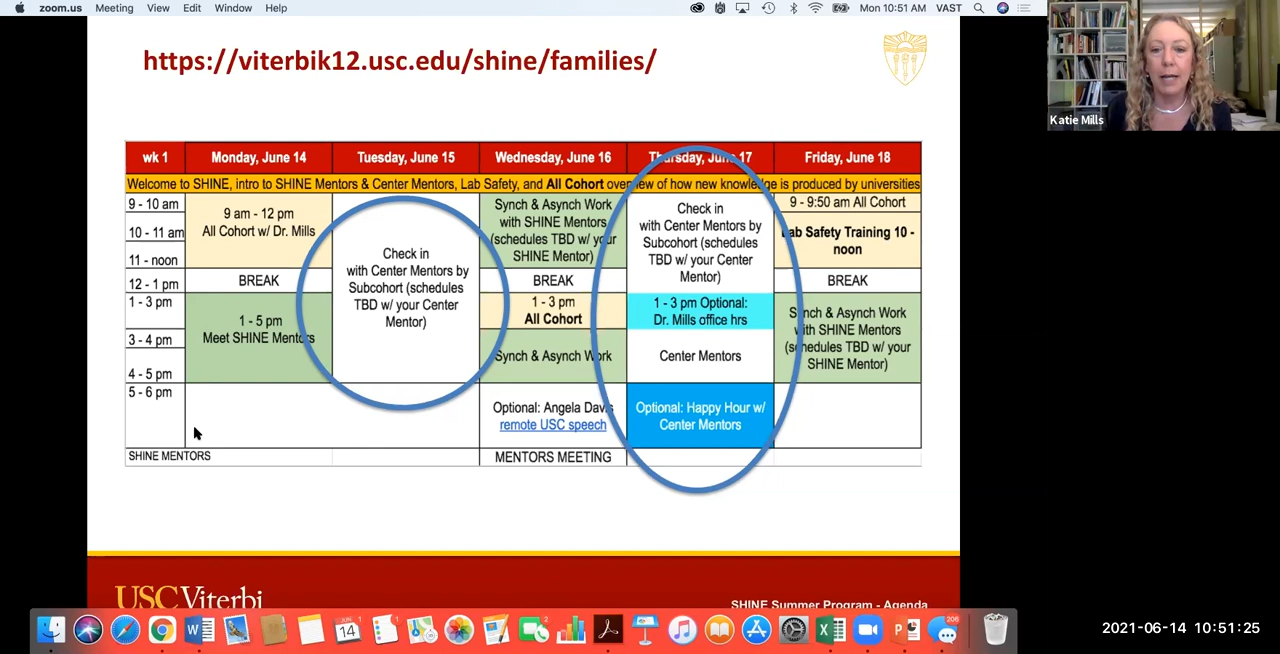 zoom.us Meeting View Edit Window Help
Mon 10:51 AM VAST
https://viterbik12.usc.edu/shine/families/
Katie Mills
wk 1 Monday, June 14 Tuesday, June 15 Wednesday, June 16 Thursday, June 17 Friday, June 18
Welcome to SHINE, intro to SHINE Mentors & Center Mentors, Lab Safety, and All Cohort overview of how new knowledge is produced by universities
9 - 10 am
10 - 11 am
11 - noon
12 - 1 pm
1 - 3 pm
3 - 4 pm
4 - 5 pm
5 - 6 pm
9 am - 12 pm
All Cohort w/ Dr. Mills
BREAK
1 - 5 pm
Meet SHINE Mentors
Check in
with Center Mentors by
Subcohort (schedules
TBD w/ your Center
Mentor)
Synch & Asynch Work
with SHINE Mentors
(schedules TBD w/ your
SHINE Mentor)
BREAK
1 - 3 pm
All Cohort
Synch & Asynch Work
Optional: Angela Davis
remote USC speech
Check in
with Center Mentors by
Subcohort (schedules
TBD w/ your Center
Mentor)
1 - 3 pm Optional:
Dr. Mills office hrs
Center Mentors
Optional: Happy Hour w/
Center Mentors
9 - 9:50 am All Cohort
Lab Safety Training 10 -
noon
BREAK
Synch & Asynch Work
with SHINE Mentors
(schedules TBD w/ your
SHINE Mentor)
SHINE MENTORS MENTORS MEETING
USC Viterbi
SHINE Summer Program - Agenda
JUN
14
206
2021-06-14 10:51:25